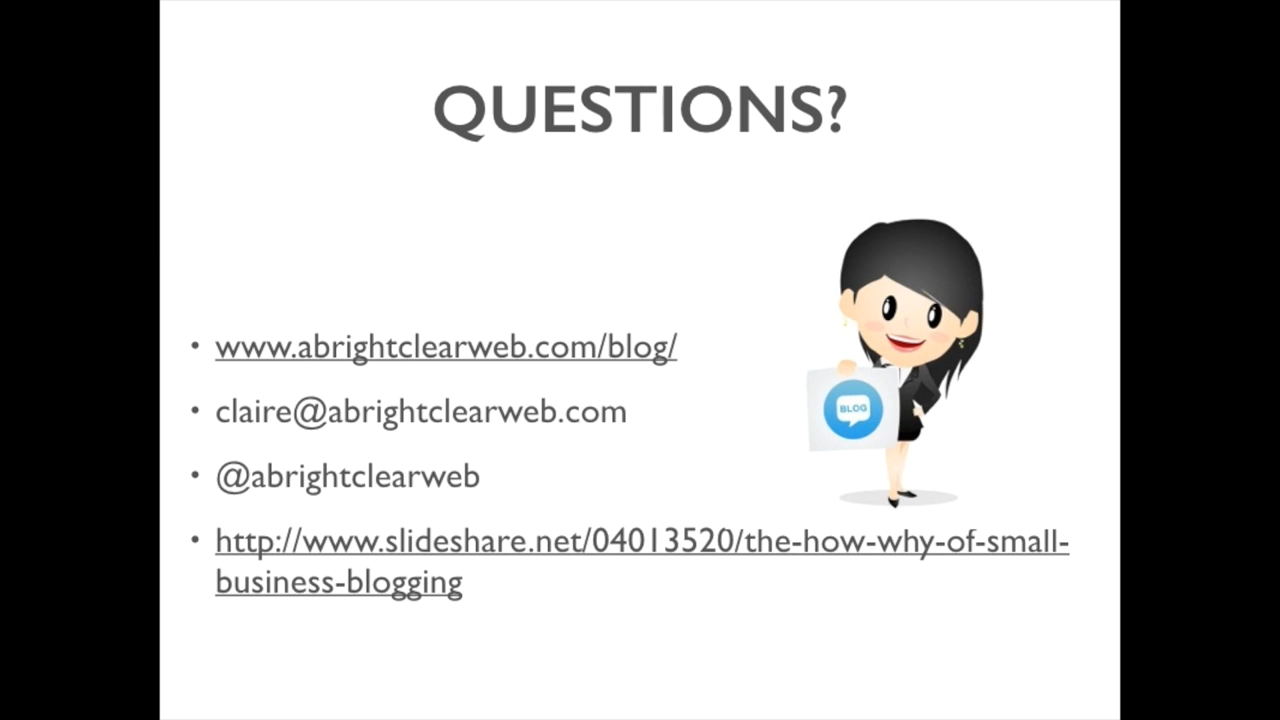 QUESTIONS?
• www.abrightclearweb.com/blog/
• claire@abrightclearweb.com
• @abrightclearweb
• http://www.slideshare.net/04013520/the-how-why-of-small-
business-blogging
BLOG